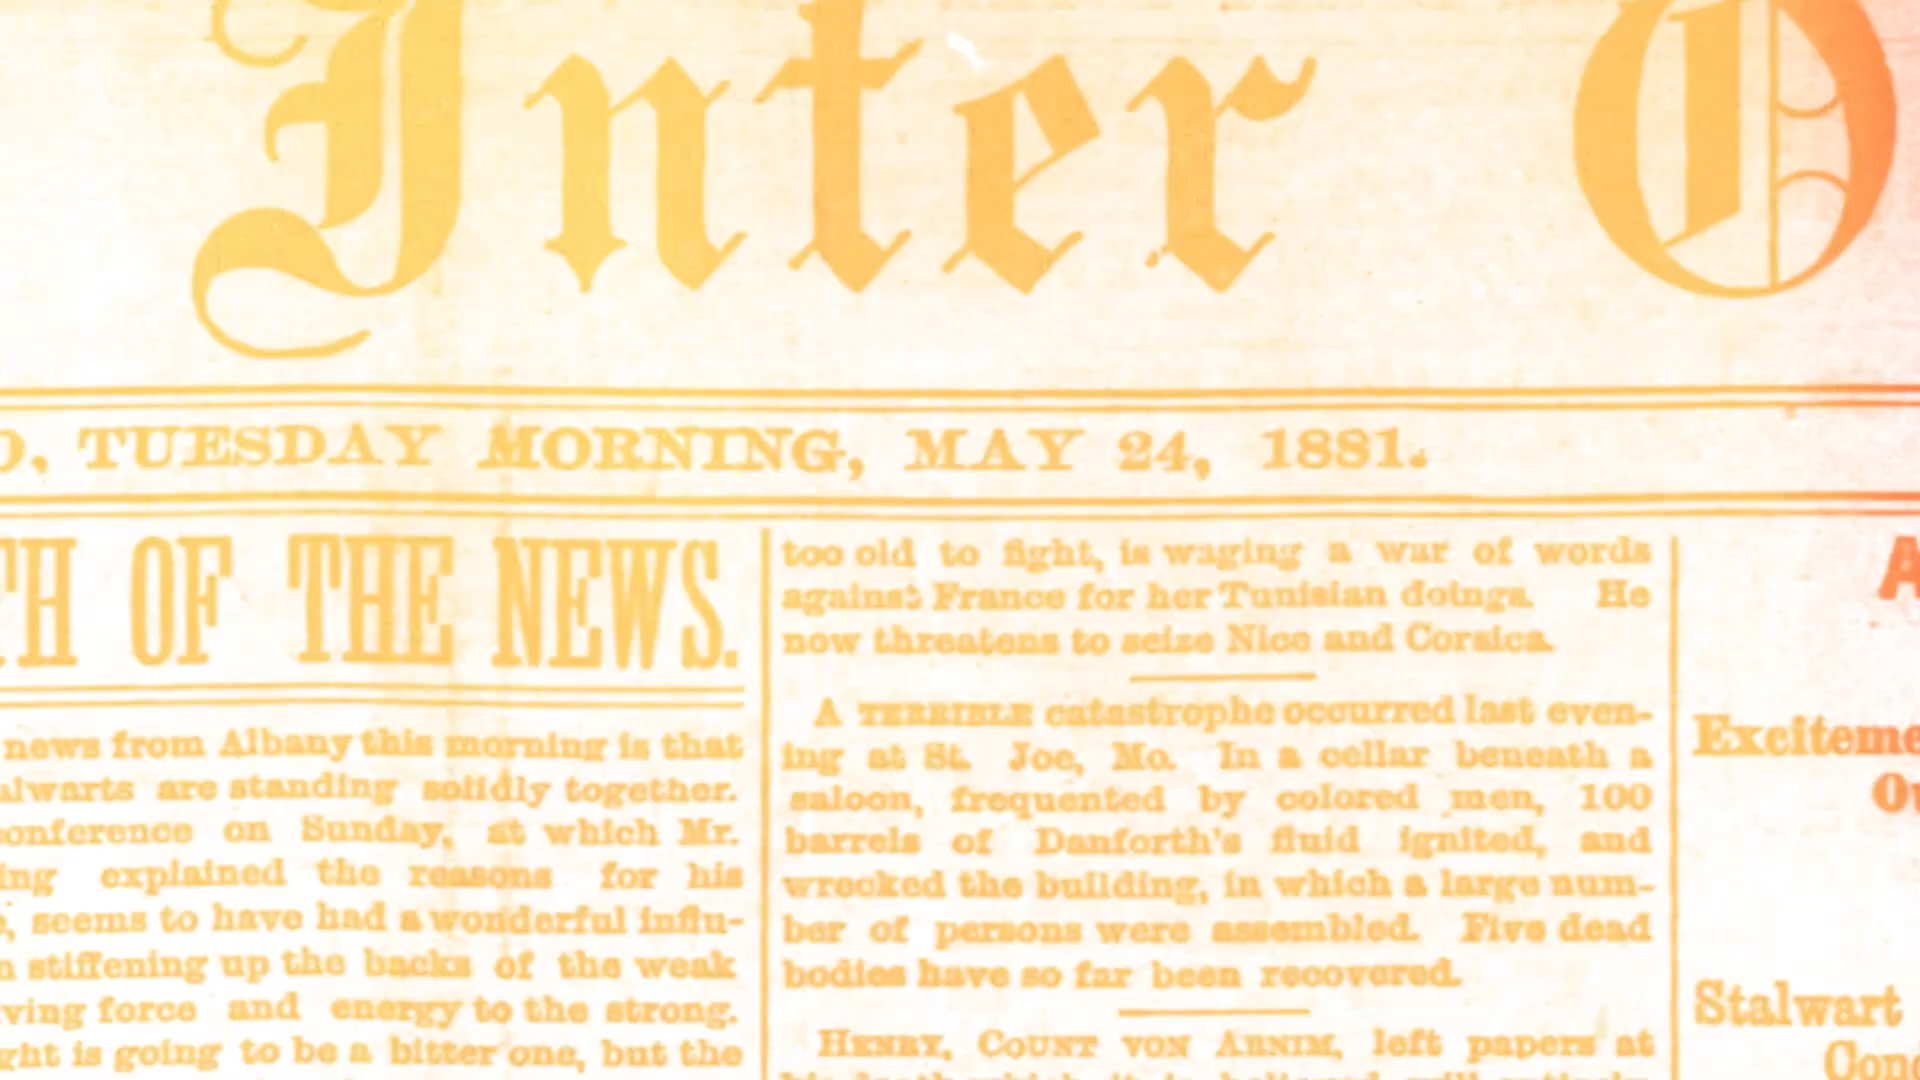 Inter O
O, TUESDAY MORNING, MAY 24, 1881.
TH OF THE NEWS.
news from Albany this morning is that
alwarts are standing solidly together.
conference on Sunday, at which Mr.
ing explained the reasons for his
e, seems to have had a wonderful influ-
n stiffening up the backs of the weak
ving force and energy to the strong.
ght is going to be a bitter one, but the
too old to fight, is waging a war of words
against France for her Tunisian doings. He
now threatens to seize Nice and Corsica.
A TERRIBLE catastrophe occurred last even-
ing at St. Joe, Mo. In a cellar beneath a
saloon, frequented by colored men, 100
barrels of Danforth's fluid ignited, and
wrecked the building, in which a large num-
ber of persons were assembled. Five dead
bodies have so far been recovered.
HENRY, COUNT VON ARNIM, left papers at
A
Exciteme
Ou
Stalwart
Conc